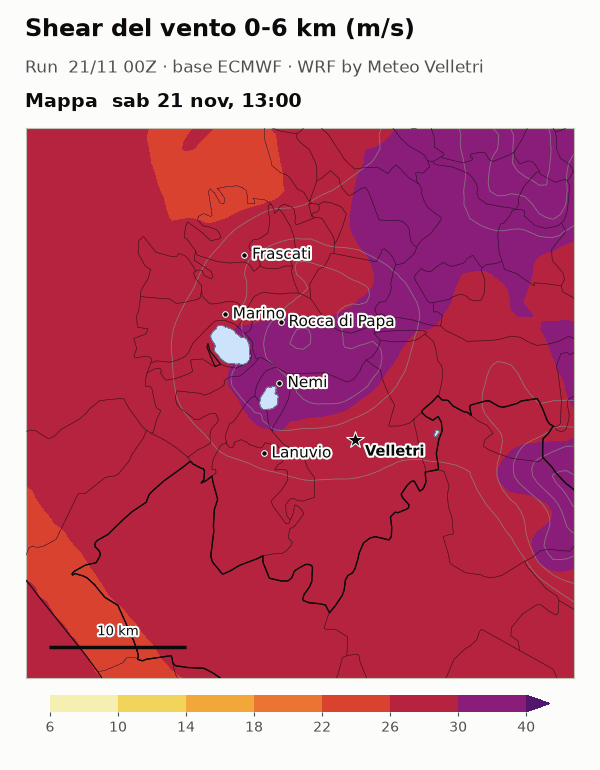 Shear del vento 0-6 km (m/s)
Run  21/11 00Z · base ECMWF · WRF by Meteo Velletri
Mappa  sab 21 nov, 13:00
Frascati
Marino
Rocca di Papa
Nemi
Velletri
Lanuvio
10 km
6 10 14 18 22 26 30 40